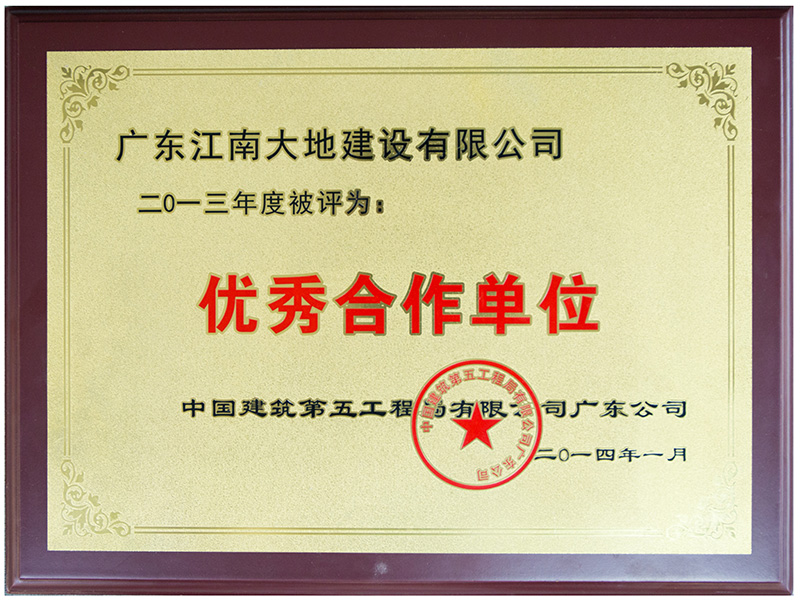 广东江南大地建设有限公司
二0一三年度被评为：
优秀合作单位
中国建筑第五工程局有限公司广东公司
二0一四年一月
中国建筑第五工程局有限公司广东公司